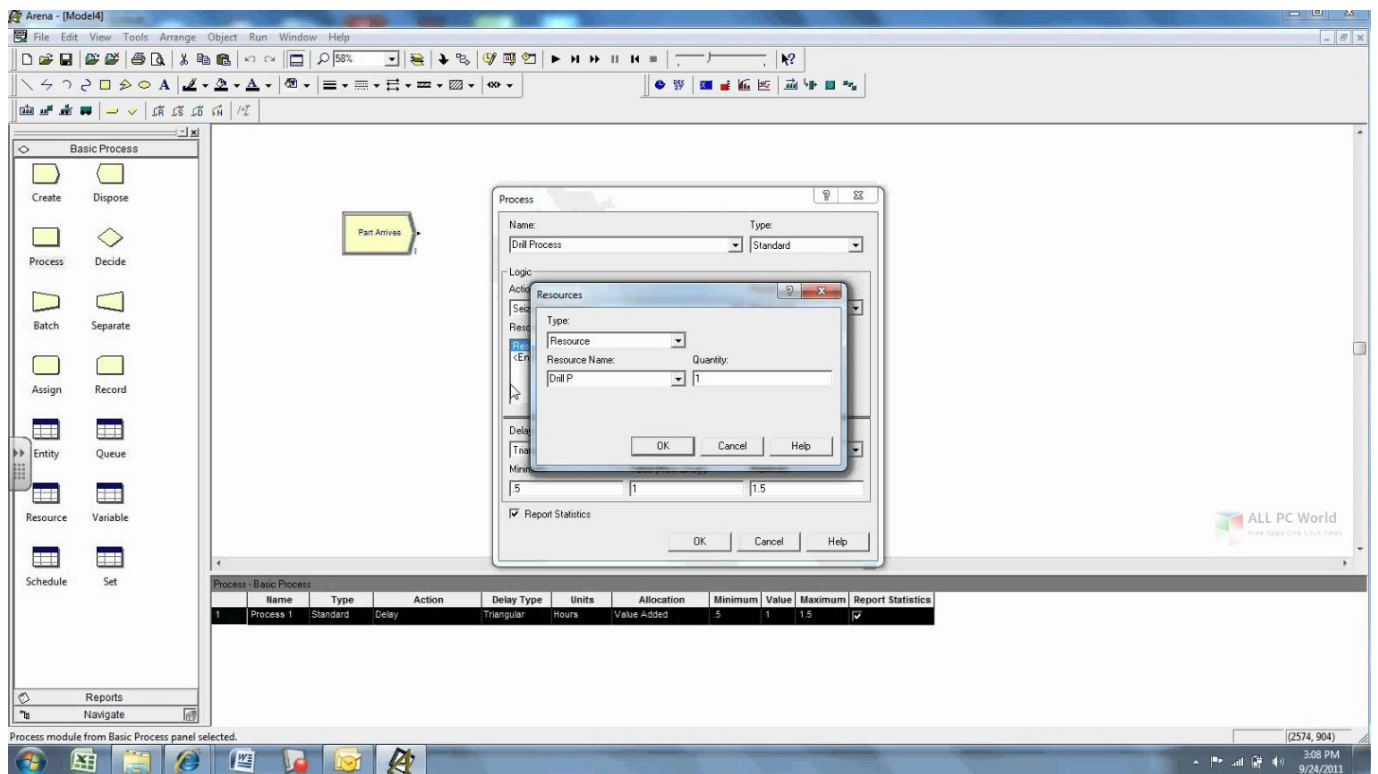 Arena - [Model4]
File Edit View Tools Arrange Object Run Window Help
58%
Basic Process
Create Dispose
Process Decide
Batch Separate
Assign Record
Entity Queue
Resource Variable
Schedule Set
Reports
Navigate
Part Arrives
Process
Name: Type:
Drill Process Standard
Logic
Resources
Type:
Resource
Resource Name: Quantity:
Drill P 1
OK Cancel Help
.5 1 1.5
Report Statistics
OK Cancel Help
ALL PC World
Free Apps One Click Away
Process - Basic Process
Name Type Action Delay Type Units Allocation Minimum Value Maximum Report Statistics
1 Process 1 Standard Delay Triangular Hours Value Added .5 1 1.5
Process module from Basic Process panel selected.
(2574, 904)
3:08 PM
9/24/2011